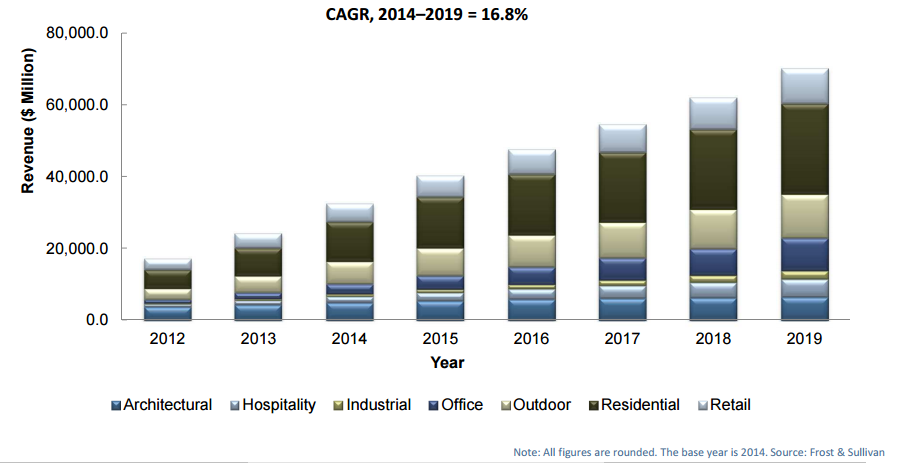 CAGR, 2014–2019 = 16.8%
Revenue ($ Million)
80,000.0
60,000.0
40,000.0
20,000.0
0.0
2012 2013 2014 2015 2016 2017 2018 2019
Year
Architectural Hospitality Industrial Office Outdoor Residential Retail
Note: All figures are rounded. The base year is 2014. Source: Frost & Sullivan